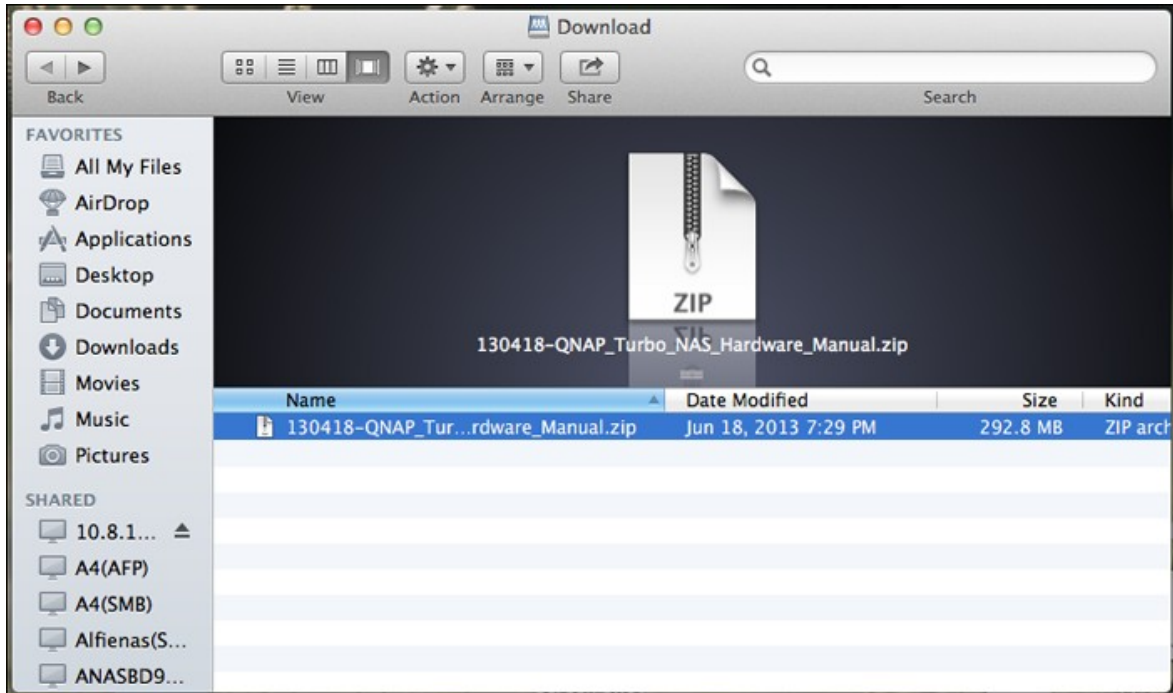 Download
Back View Action Arrange Share Search
FAVORITES
All My Files
AirDrop
Applications
Desktop
Documents
Downloads
Movies
Music
Pictures
SHARED
10.8.1...
A4(AFP)
A4(SMB)
Alfienas(S...
ANASBD9...
ZIP
130418-QNAP_Turbo_NAS_Hardware_Manual.zip
Name Date Modified Size Kind
130418-QNAP_Tur...rdware_Manual.zip Jun 18, 2013 7:29 PM 292.8 MB ZIP arch